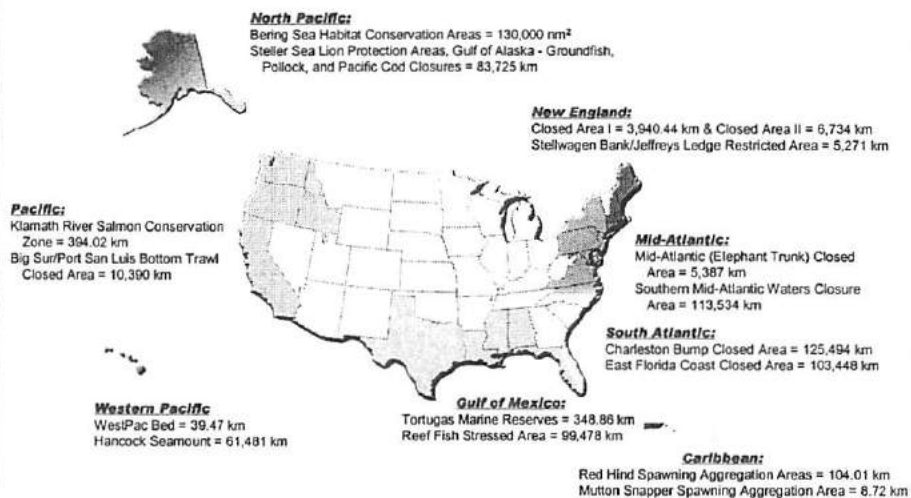 North Pacific:
Bering Sea Habitat Conservation Areas = 130,000 nm²
Steller Sea Lion Protection Areas, Gulf of Alaska - Groundfish,
Pollock, and Pacific Cod Closures = 83,725 km
New England:
Closed Area I = 3,940.44 km & Closed Area II = 6,734 km
Stellwagen Bank/Jeffreys Ledge Restricted Area = 5,271 km
Pacific:
Klamath River Salmon Conservation
Zone = 394.02 km
Big Sur/Port San Luis Bottom Trawl
Closed Area = 10,390 km
Mid-Atlantic:
Mid-Atlantic (Elephant Trunk) Closed
Area = 5,387 km
Southern Mid-Atlantic Waters Closure
Area = 113,534 km
South Atlantic:
Charleston Bump Closed Area = 125,494 km
East Florida Coast Closed Area = 103,448 km
Western Pacific
WestPac Bed = 39.47 km
Hancock Seamount = 61,481 km
Gulf of Mexico:
Tortugas Marine Reserves = 348.86 km
Reef Fish Stressed Area = 99,478 km
Caribbean:
Red Hind Spawning Aggregation Areas = 104.01 km
Mutton Snapper Spawning Aggregation Area = 8.72 km